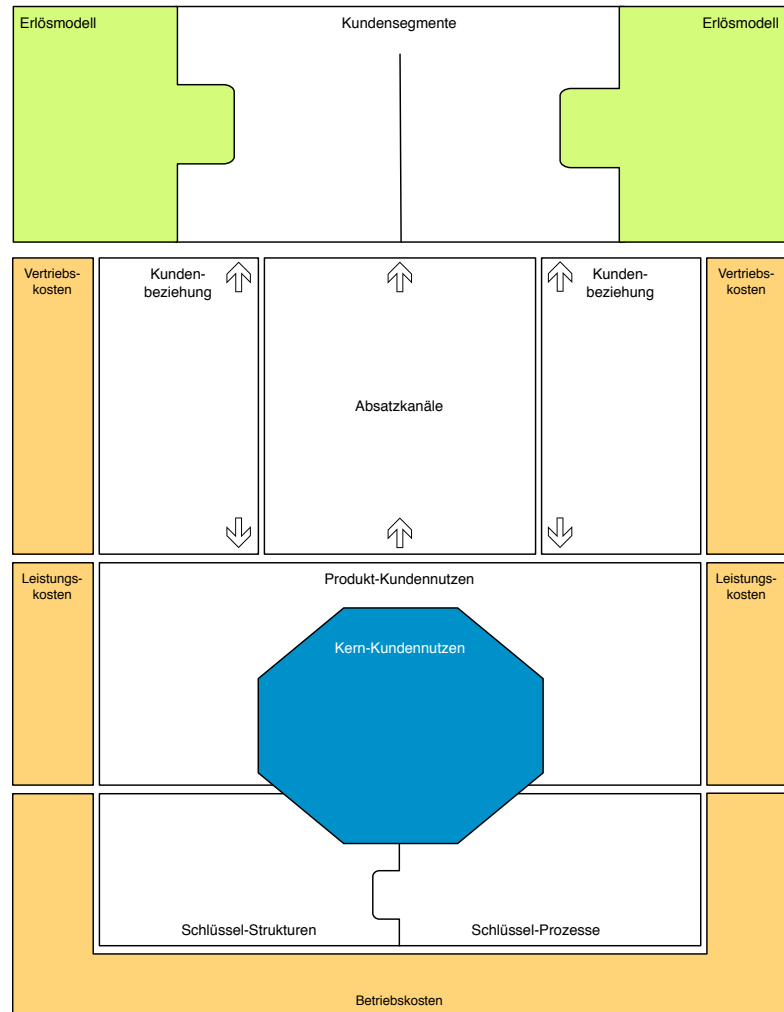 Erlösmodell
Kundensegmente
Erlösmodell
Vertriebs-
kosten
Kunden-
beziehung
Kunden-
beziehung
Vertriebs-
kosten
Absatzkanäle
Leistungs-
kosten
Produkt-Kundennutzen
Leistungs-
kosten
Kern-Kundennutzen
Schlüssel-Strukturen
Schlüssel-Prozesse
Betriebskosten